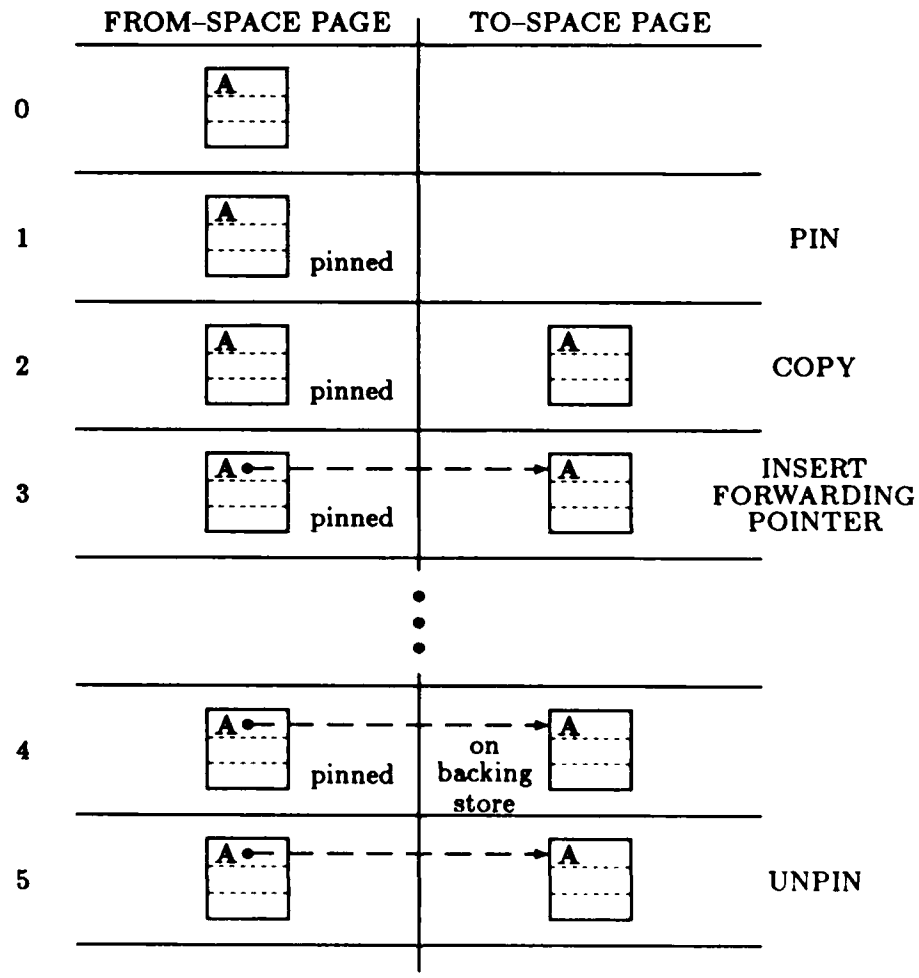 FROM–SPACE PAGE
TO–SPACE PAGE
0
A
1
A
pinned
PIN
2
A
pinned
A
COPY
3
A
pinned
A
INSERT
FORWARDING
POINTER
4
A
pinned
on
backing
store
A
5
A
A
UNPIN